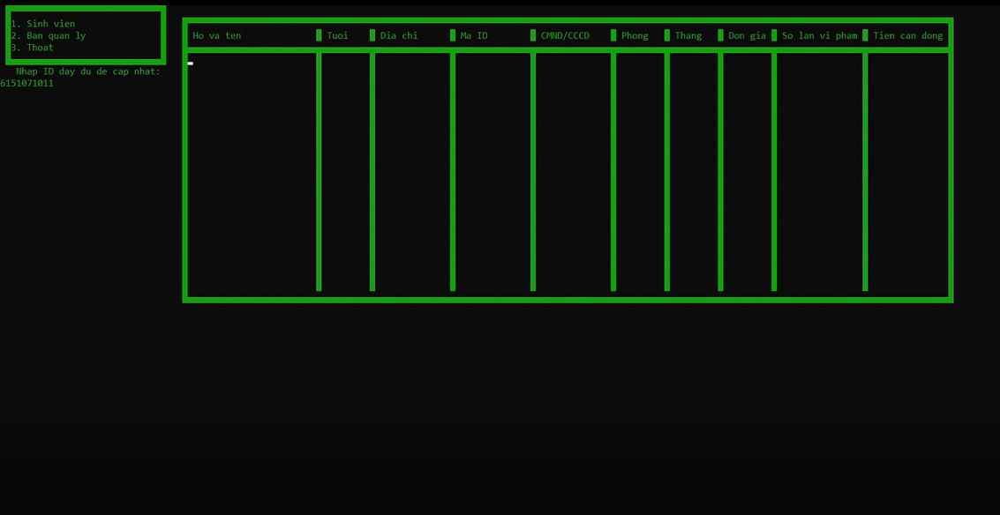 1. Sinh vien
2. Ban quan ly
3. Thoat
Nhap ID day du de cap nhat:
6151071011
Ho va ten Tuoi Dia chi Ma ID CMND/CCCD Phong Thang Don gia So lan vi pham Tien can dong